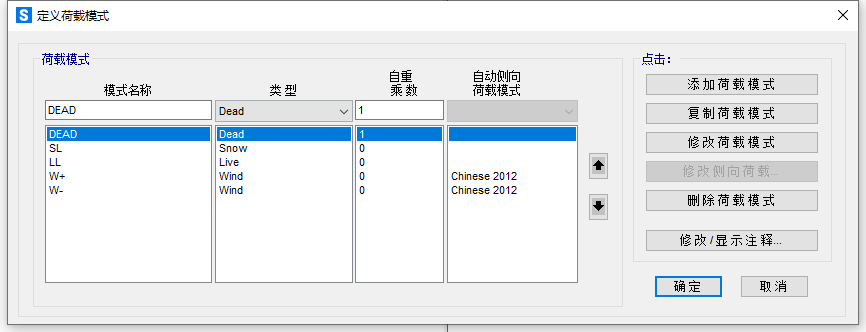 S 定义荷载模式
荷载模式
点击：
模式名称 类型 自重乘数 自动侧向荷载模式
DEAD Dead 1
DEAD Dead 1
SL Snow 0
LL Live 0
W+ Wind 0 Chinese 2012
W- Wind 0 Chinese 2012
添加荷载模式
复制荷载模式
修改荷载模式
修改侧向荷载...
删除荷载模式
修改/显示注释...
确定 取消